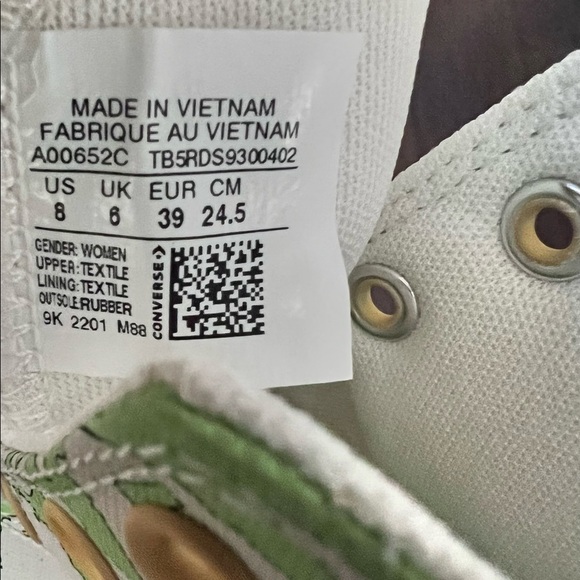 MADE IN VIETNAM
FABRIQUE AU VIETNAM
A00652C TB5RDS9300402
US UK EUR CM
8 6 39 24.5
GENDER: WOMEN
UPPER:TEXTILE
LINING:TEXTILE
OUTSOLE:RUBBER
9K 2201 M88
CONVERSE